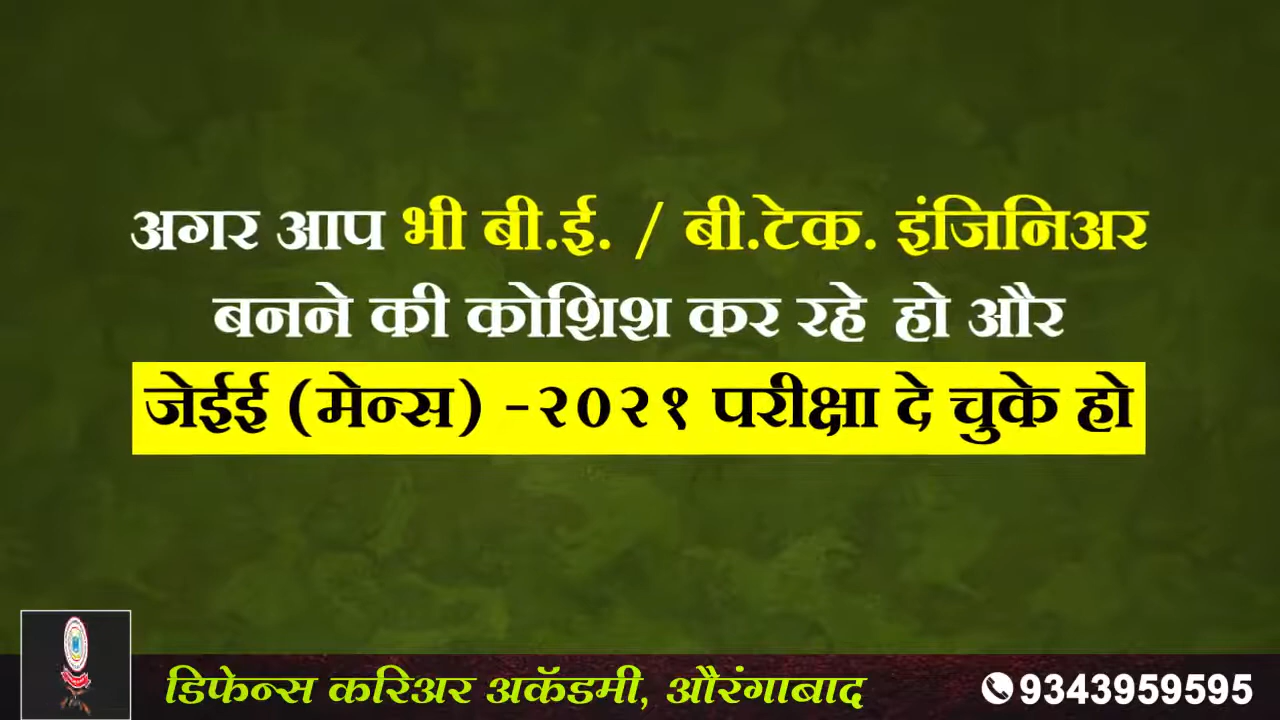 अगर आप भी बी.ई. / बी.टेक. इंजिनिअर
बनने की कोशिश कर रहे हो और
जेईई (मेन्स) -२०२१ परीक्षा दे चुके हो
डिफेन्स करिअर अकॅडमी, औरंगाबाद
9343959595